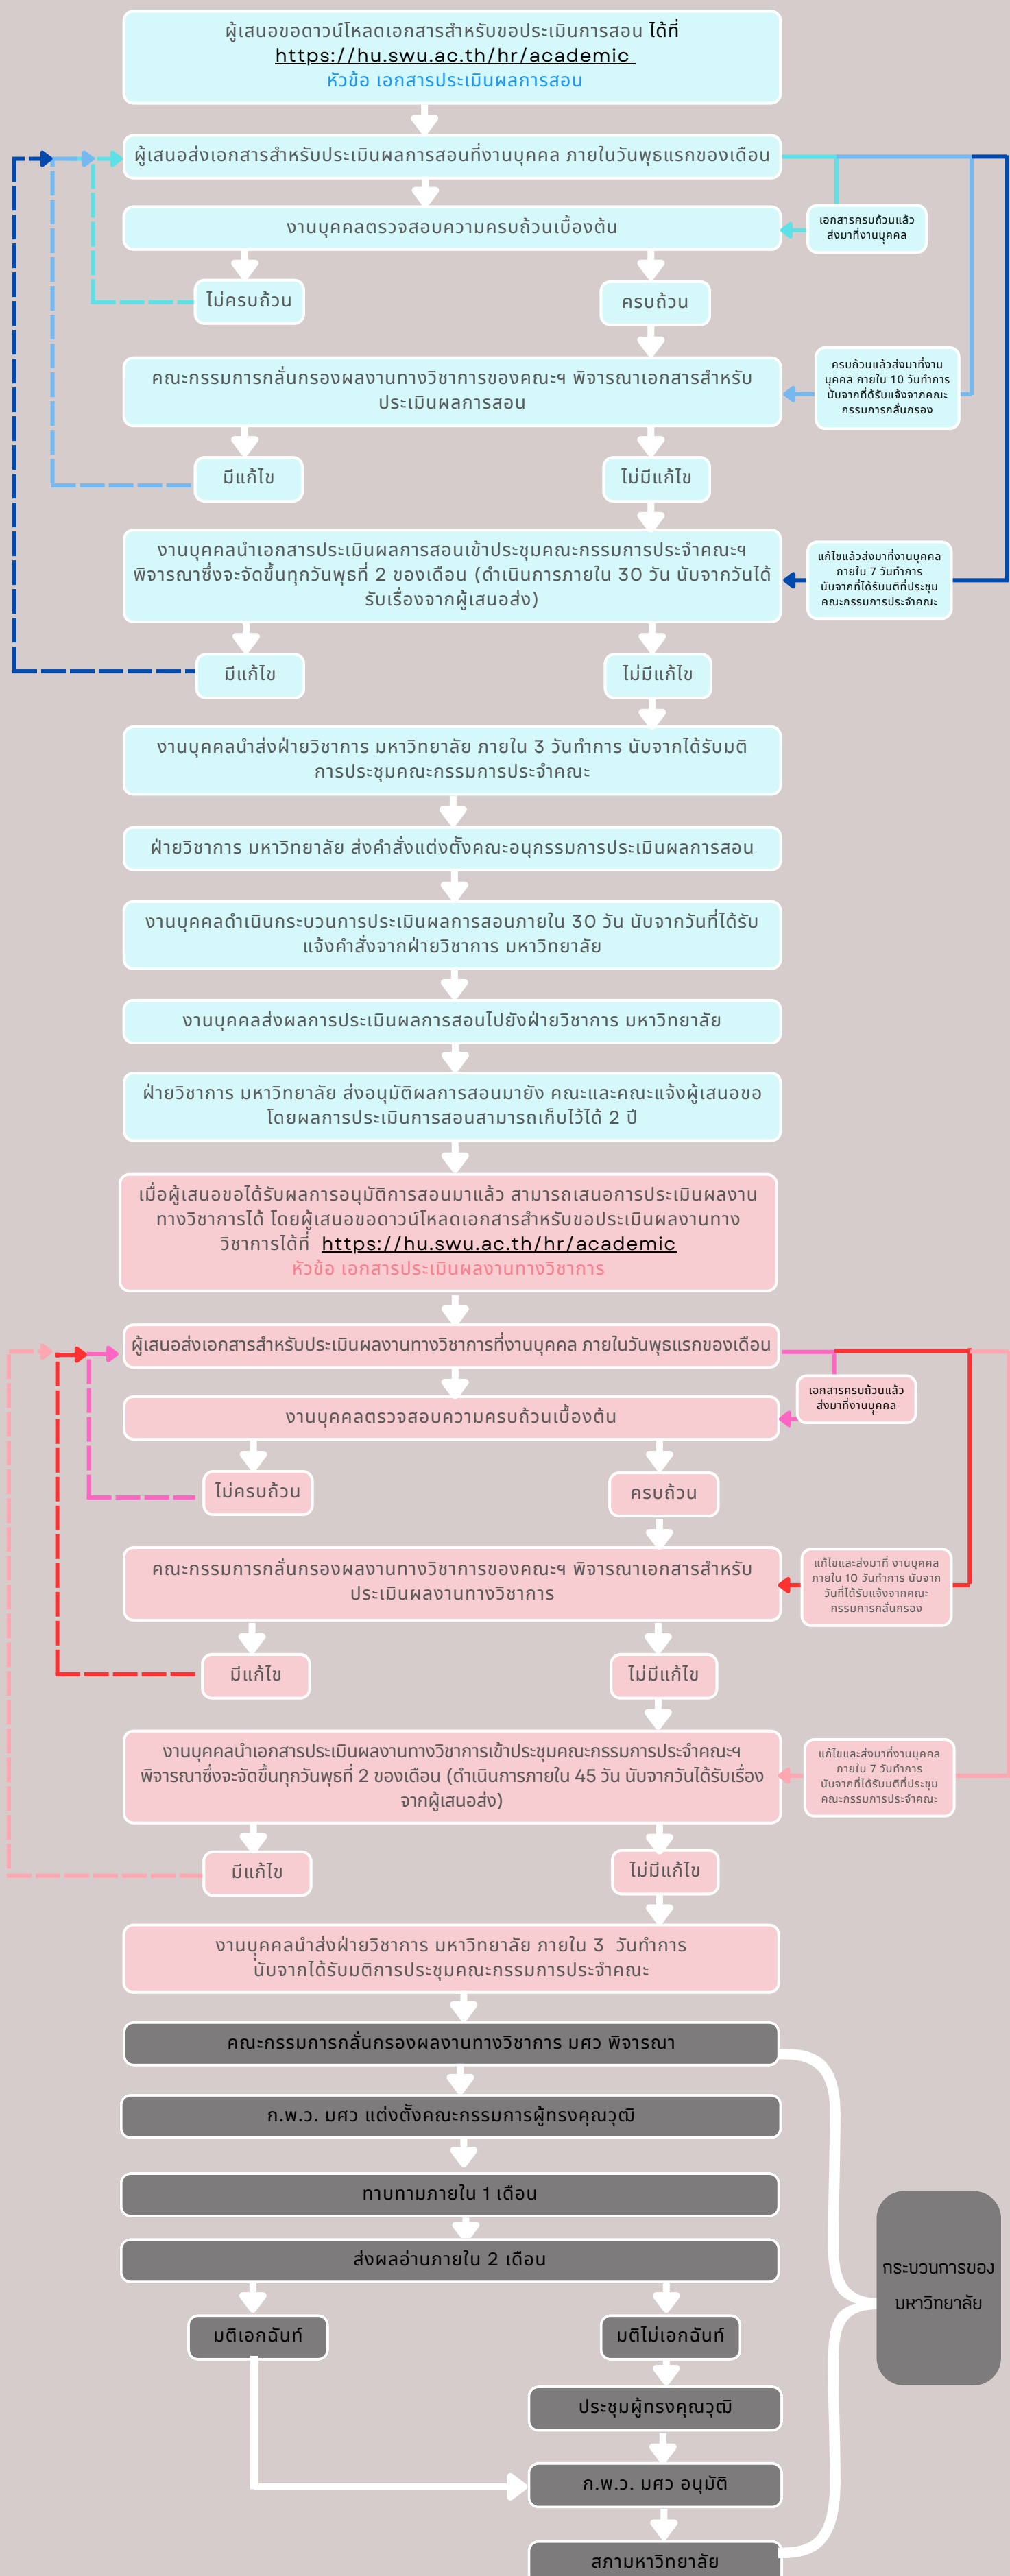 ผู้เสนอขอดาวน์โหลดเอกสารสำหรับขอประเมินการสอน ได้ที่
https://hu.swu.ac.th/hr/academic
หัวข้อ เอกสารประเมินผลการสอน
ผู้เสนอส่งเอกสารสำหรับประเมินผลการสอนที่งานบุคคล ภายในวันพุธแรกของเดือน
งานบุคคลตรวจสอบความครบถ้วนเบื้องต้น
เอกสารครบถ้วนแล้ว
ส่งมาที่งานบุคคล
ไม่ครบถ้วน
ครบถ้วน
คณะกรรมการกลั่นกรองผลงานทางวิชาการของคณะฯ พิจารณาเอกสารสำหรับ
ประเมินผลการสอน
ครบถ้วนแล้วส่งมาที่งาน
บุคคล ภายใน 10 วันทำการ
นับจากที่ได้รับแจ้งจากคณะ
กรรมการกลั่นกรอง
มีแก้ไข
ไม่มีแก้ไข
งานบุคคลนำเอกสารประเมินผลการสอนเข้าประชุมคณะกรรมการประจำคณะฯ
พิจารณาซึ่งจะจัดขึ้นทุกวันพุธที่ 2 ของเดือน (ดำเนินการภายใน 30 วัน นับจากวันได้
รับเรื่องจากผู้เสนอส่ง)
แก้ไขแล้วส่งมาที่งานบุคคล
ภายใน 7 วันทำการ
นับจากที่ได้รับมติที่ประชุม
คณะกรรมการประจำคณะ
มีแก้ไข
ไม่มีแก้ไข
งานบุคคลนำส่งฝ่ายวิชาการ มหาวิทยาลัย ภายใน 3 วันทำการ นับจากได้รับมติ
การประชุมคณะกรรมการประจำคณะ
ฝ่ายวิชาการ มหาวิทยาลัย ส่งคำสั่งแต่งตั้งคณะอนุกรรมการประเมินผลการสอน
งานบุคคลดำเนินกระบวนการประเมินผลการสอนภายใน 30 วัน นับจากวันที่ได้รับ
แจ้งคำสั่งจากฝ่ายวิชาการ มหาวิทยาลัย
งานบุคคลส่งผลการประเมินผลการสอนไปยังฝ่ายวิชาการ มหาวิทยาลัย
ฝ่ายวิชาการ มหาวิทยาลัย ส่งอนุมัติผลการสอนมายัง คณะและคณะแจ้งผู้เสนอขอ
โดยผลการประเมินการสอนสามารถเก็บไว้ได้ 2 ปี
เมื่อผู้เสนอขอได้รับผลการอนุมัติการสอนมาแล้ว สามารถเสนอการประเมินผลงาน
ทางวิชาการได้ โดยผู้เสนอขอดาวน์โหลดเอกสารสำหรับขอประเมินผลงานทาง
วิชาการได้ที่ https://hu.swu.ac.th/hr/academic
หัวข้อ เอกสารประเมินผลงานทางวิชาการ
ผู้เสนอส่งเอกสารสำหรับประเมินผลงานทางวิชาการที่งานบุคคล ภายในวันพุธแรกของเดือน
เอกสารครบถ้วนแล้ว
ส่งมาที่งานบุคคล
งานบุคคลตรวจสอบความครบถ้วนเบื้องต้น
ไม่ครบถ้วน
ครบถ้วน
คณะกรรมการกลั่นกรองผลงานทางวิชาการของคณะฯ พิจารณาเอกสารสำหรับ
ประเมินผลงานทางวิชาการ
แก้ไขและส่งมาที่ งานบุคคล
ภายใน 10 วันทำการ นับจาก
วันที่ได้รับแจ้งจากคณะ
กรรมการกลั่นกรอง
มีแก้ไข
ไม่มีแก้ไข
งานบุคคลนำเอกสารประเมินผลงานทางวิชาการเข้าประชุมคณะกรรมการประจำคณะฯ
พิจารณาซึ่งจะจัดขึ้นทุกวันพุธที่ 2 ของเดือน (ดำเนินการภายใน 45 วัน นับจากวันได้รับเรื่อง
จากผู้เสนอส่ง)
แก้ไขและส่งมาที่งานบุคคล
ภายใน 7 วันทำการ
นับจากที่ได้รับมติที่ประชุม
คณะกรรมการประจำคณะ
มีแก้ไข
ไม่มีแก้ไข
งานบุคคลนำส่งฝ่ายวิชาการ มหาวิทยาลัย ภายใน 3 วันทำการ
นับจากได้รับมติการประชุมคณะกรรมการประจำคณะ
คณะกรรมการกลั่นกรองผลงานทางวิชาการ มศว พิจารณา
ก.พ.ว. มศว แต่งตั้งคณะกรรมการผู้ทรงคุณวุฒิ
ทาบทามภายใน 1 เดือน
ส่งผลอ่านภายใน 2 เดือน
กระบวนการของ
มหาวิทยาลัย
มติเอกฉันท์
มติไม่เอกฉันท์
ประชุมผู้ทรงคุณวุฒิ
ก.พ.ว. มศว อนุมัติ
สภามหาวิทยาลัย